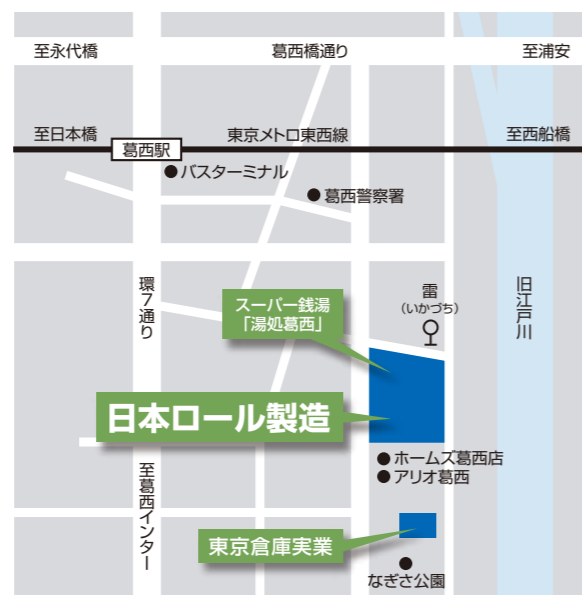 至永代橋
葛西橋通り
至浦安
至日本橋
東京メトロ東西線
至西船橋
葛西駅
バスターミナル
葛西警察署
環7通り
スーパー銭湯
「湯処葛西」
雷
(いかづち)
旧江戸川
日本ロール製造
ホームズ葛西店
アリオ葛西
至葛西インター
東京倉庫実業
なぎさ公園